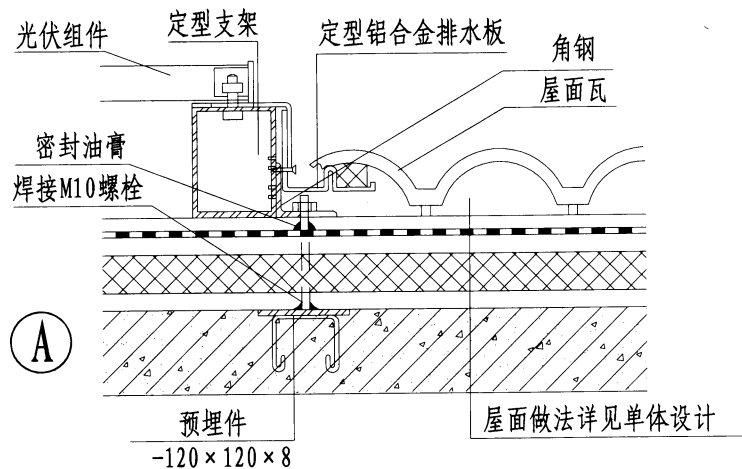 光伏组件
定型支架
定型铝合金排水板
角钢
屋面瓦
密封油膏
焊接M10螺栓
A
预埋件
-120×120×8
屋面做法详见单体设计